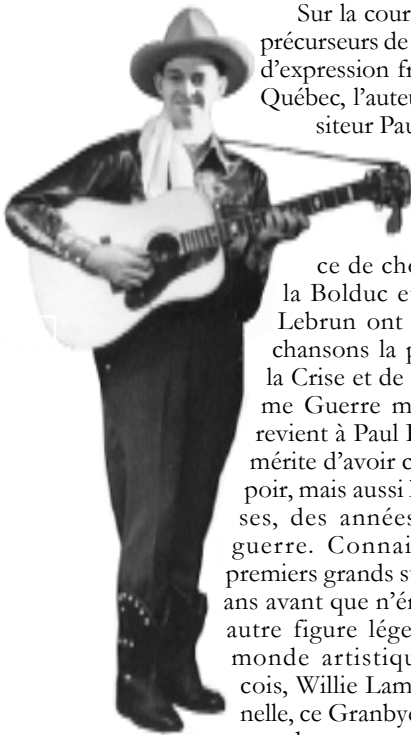 Sur la cour
précurseurs de
d'expression fr
Québec, l'auteu
siteur Pau
ce de cho
la Bolduc e
Lebrun ont
chansons la p
la Crise et de
me Guerre m
revient à Paul
mérite d'avoir c
poir, mais aussi
ses, des années
guerre. Connai
premiers grands s
ans avant que n'ér
autre figure lége
monde artistiqu
cois, Willie Lam
nelle, ce Granby